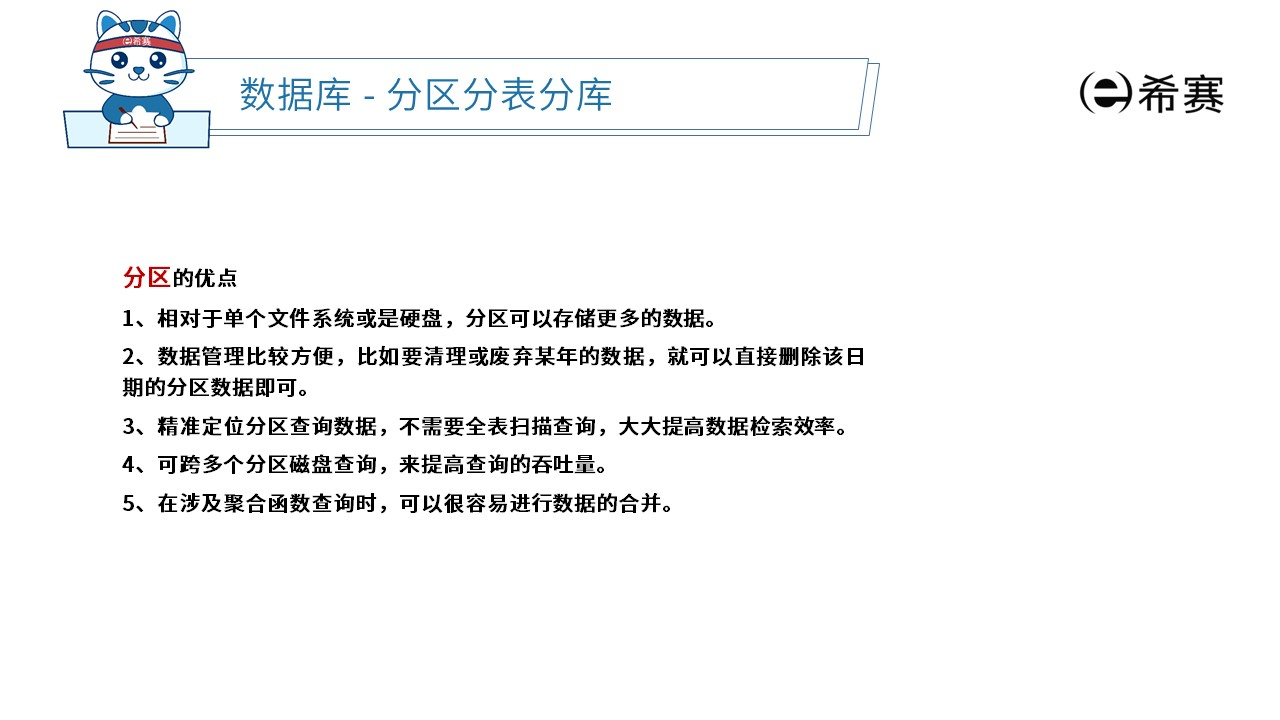 希赛
数据库 - 分区分表分库
希赛
分区的优点
1、相对于单个文件系统或是硬盘，分区可以存储更多的数据。
2、数据管理比较方便，比如要清理或废弃某年的数据，就可以直接删除该日
期的分区数据即可。
3、精准定位分区查询数据，不需要全表扫描查询，大大提高数据检索效率。
4、可跨多个分区磁盘查询，来提高查询的吞吐量。
5、在涉及聚合函数查询时，可以很容易进行数据的合并。